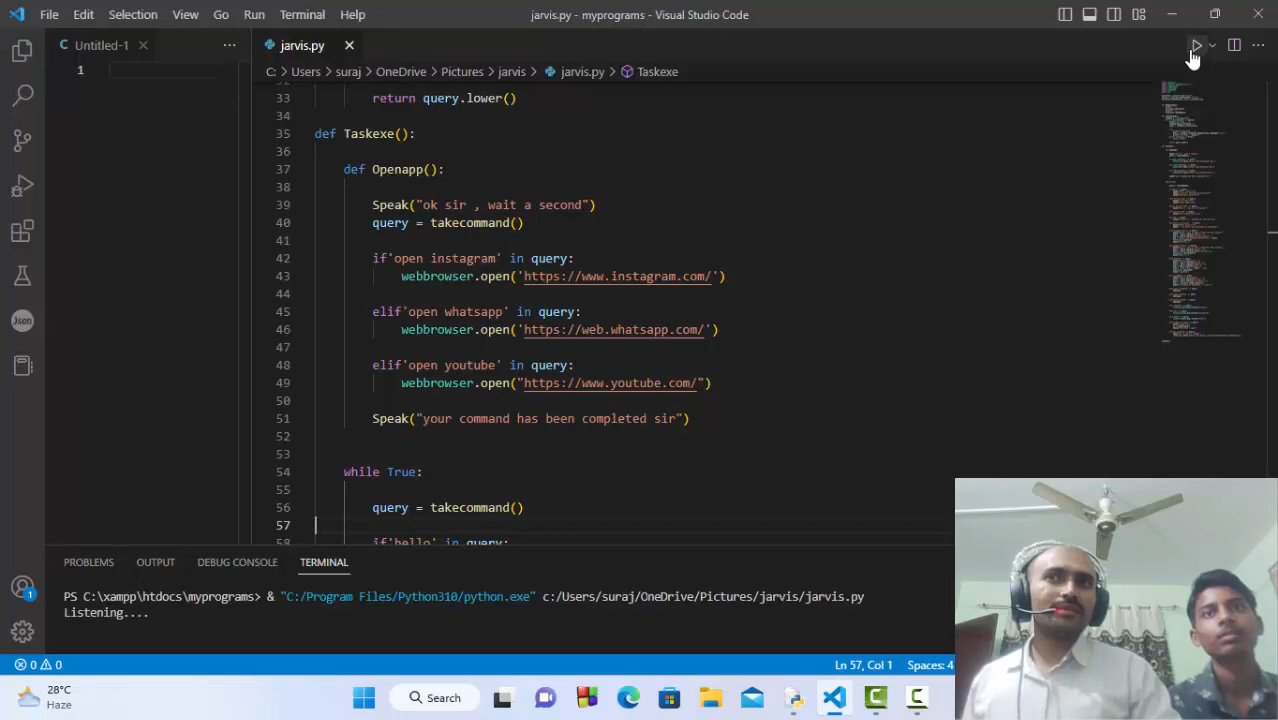 File Edit Selection View Go Run Terminal Help
jarvis.py - myprograms - Visual Studio Code
Untitled-1
jarvis.py
C: > Users > suraj > OneDrive > Pictures > jarvis > jarvis.py > Taskexe
1
33 return query.lower()
34
35 def Taskexe():
36
37 def Openapp():
38
39 Speak("ok sir , wait a second")
40 query = takecommand()
41
42 if'open instagram' in query:
43 webbrowser.open('https://www.instagram.com/')
44
45 elif'open whatsapp' in query:
46 webbrowser.open('https://web.whatsapp.com/')
47
48 elif'open youtube' in query:
49 webbrowser.open("https://www.youtube.com/")
50
51 Speak("your command has been completed sir")
52
53
54 while True:
55
56 query = takecommand()
57
58 if'hello' in query:
PROBLEMS OUTPUT DEBUG CONSOLE TERMINAL
PS C:\xampp\htdocs\myprograms> & "C:/Program Files/Python310/python.exe" c:/Users/suraj/OneDrive/Pictures/jarvis/jarvis.py
Listening....
Json
1
0 0
Ln 57, Col 1 Spaces: 4
28°C
Haze
Search